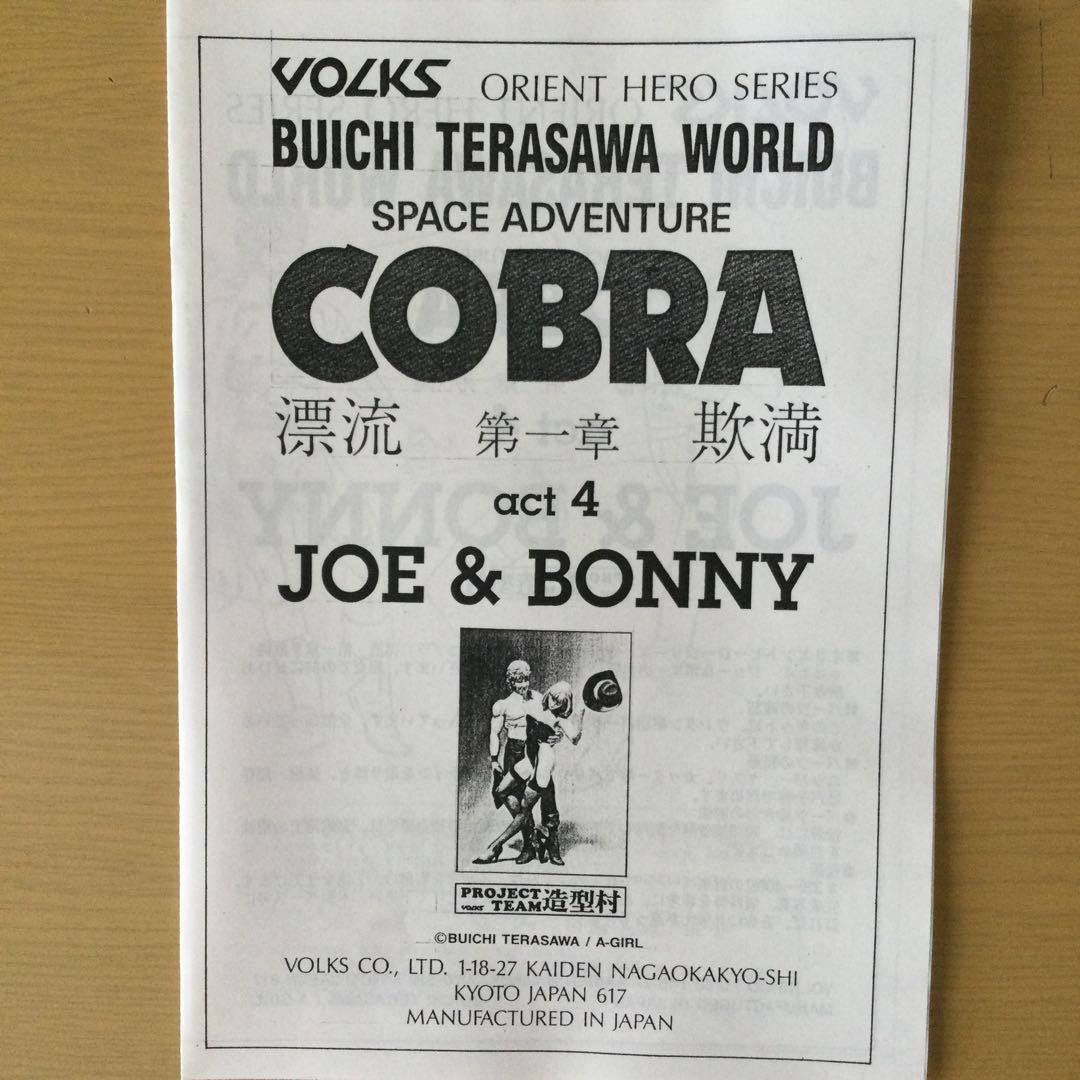 VOLKS ORIENT HERO SERIES
BUICHI TERASAWA WORLD
SPACE ADVENTURE
COBRA
漂流 第一章 欺満
act 4
JOE & BONNY
PROJECT
VOLKS TEAM 造型村
©BUICHI TERASAWA / A-GIRL
VOLKS CO., LTD. 1-18-27 KAIDEN NAGAOKAKYO-SHI
KYOTO JAPAN 617
MANUFACTURED IN JAPAN